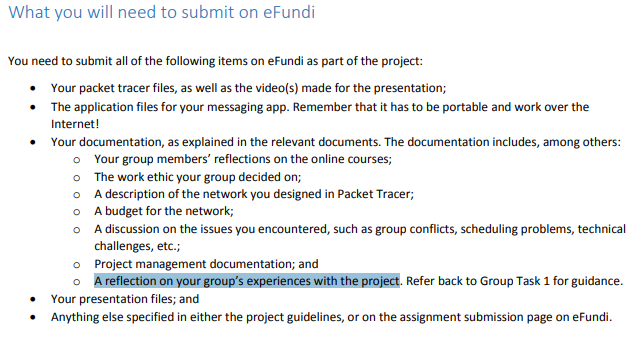 What you will need to submit on eFundi
You need to submit all of the following items on eFundi as part of the project:
• Your packet tracer files, as well as the video(s) made for the presentation;
• The application files for your messaging app. Remember that it has to be portable and work over the
Internet!
• Your documentation, as explained in the relevant documents. The documentation includes, among others:
o Your group members’ reflections on the online courses;
o The work ethic your group decided on;
o A description of the network you designed in Packet Tracer;
o A budget for the network;
o A discussion on the issues you encountered, such as group conflicts, scheduling problems, technical
challenges, etc.;
o Project management documentation; and
o A reflection on your group’s experiences with the project. Refer back to Group Task 1 for guidance.
• Your presentation files; and
• Anything else specified in either the project guidelines, or on the assignment submission page on eFundi.